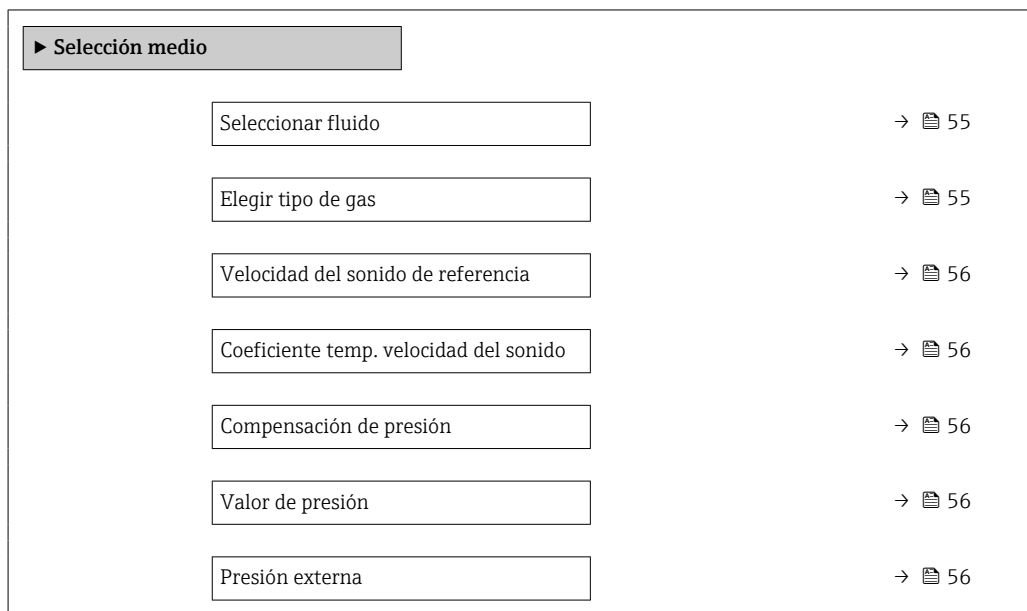 ▶ Selección medio
Seleccionar fluido → 55
Elegir tipo de gas → 55
Velocidad del sonido de referencia → 56
Coeficiente temp. velocidad del sonido → 56
Compensación de presión → 56
Valor de presión → 56
Presión externa → 56